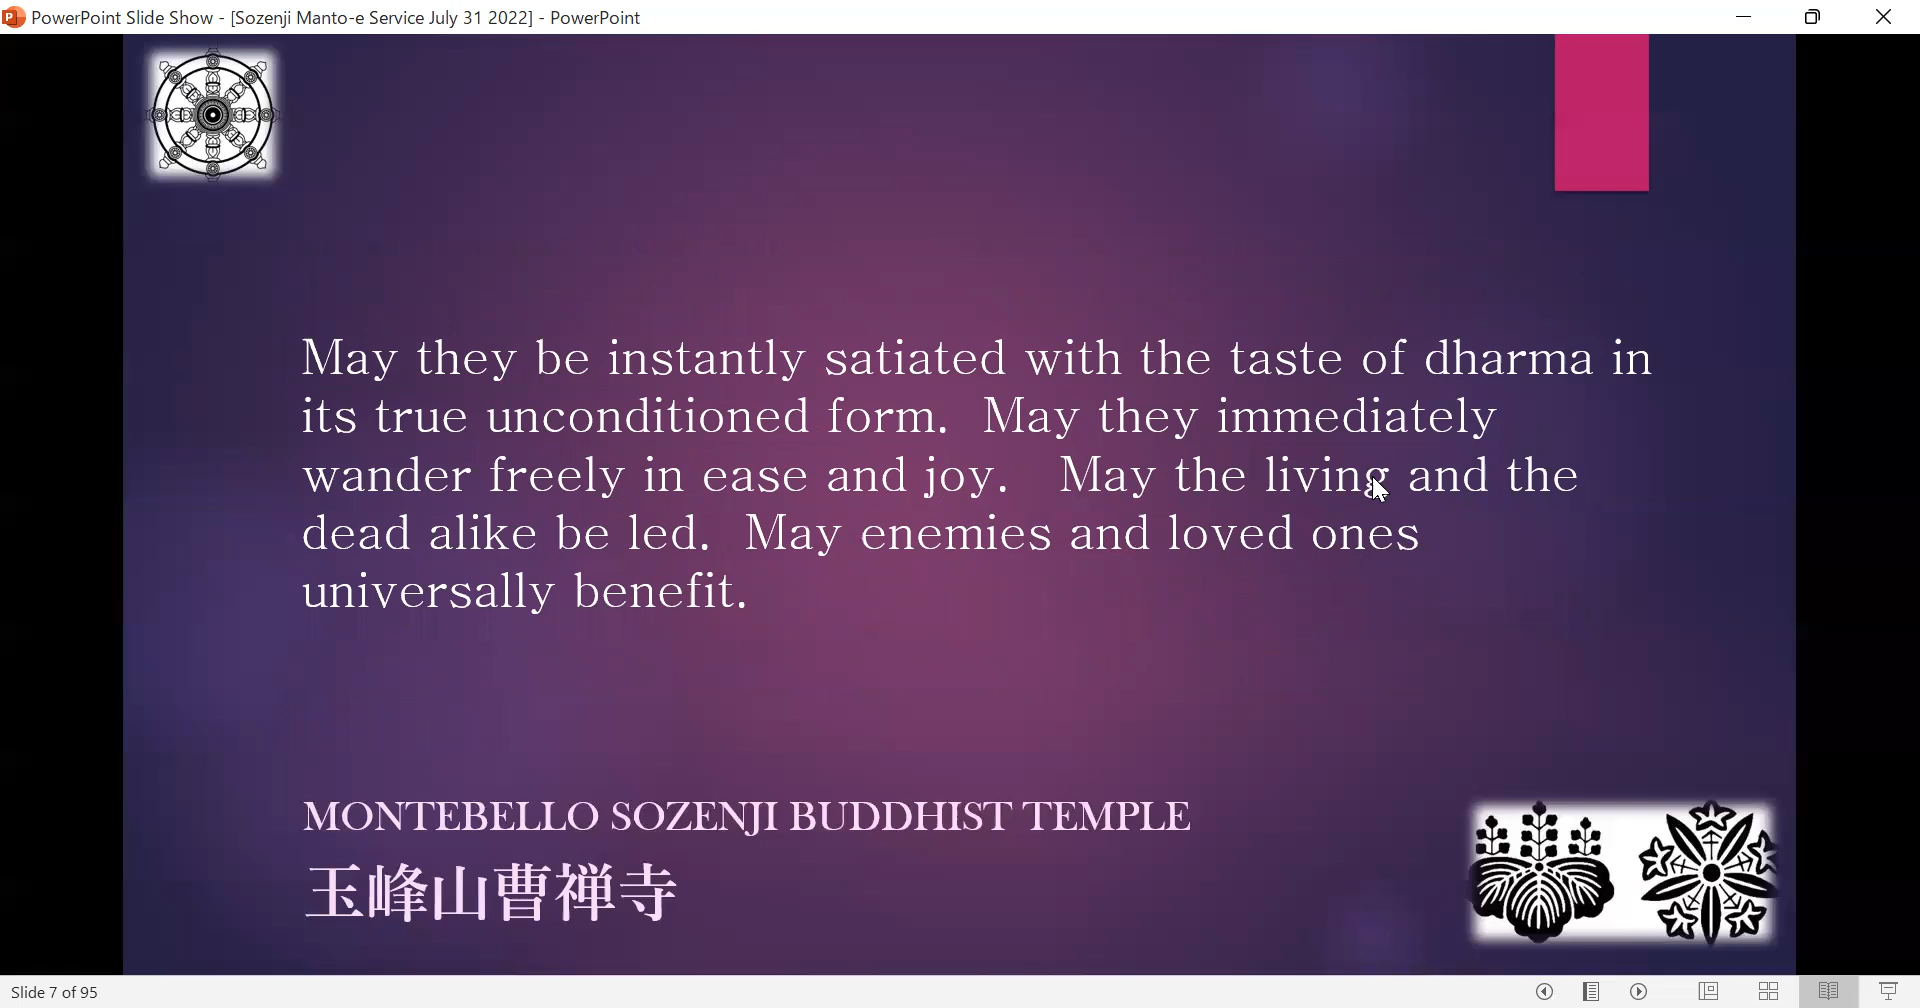 PowerPoint Slide Show - [Sozenji Manto-e Service July 31 2022] - PowerPoint
May they be instantly satiated with the taste of dharma in
its true unconditioned form.  May they immediately
wander freely in ease and joy.   May the living and the
dead alike be led.  May enemies and loved ones
universally benefit.
MONTEBELLO SOZENJI BUDDHIST TEMPLE
玉峰山曹禅寺
Slide 7 of 95